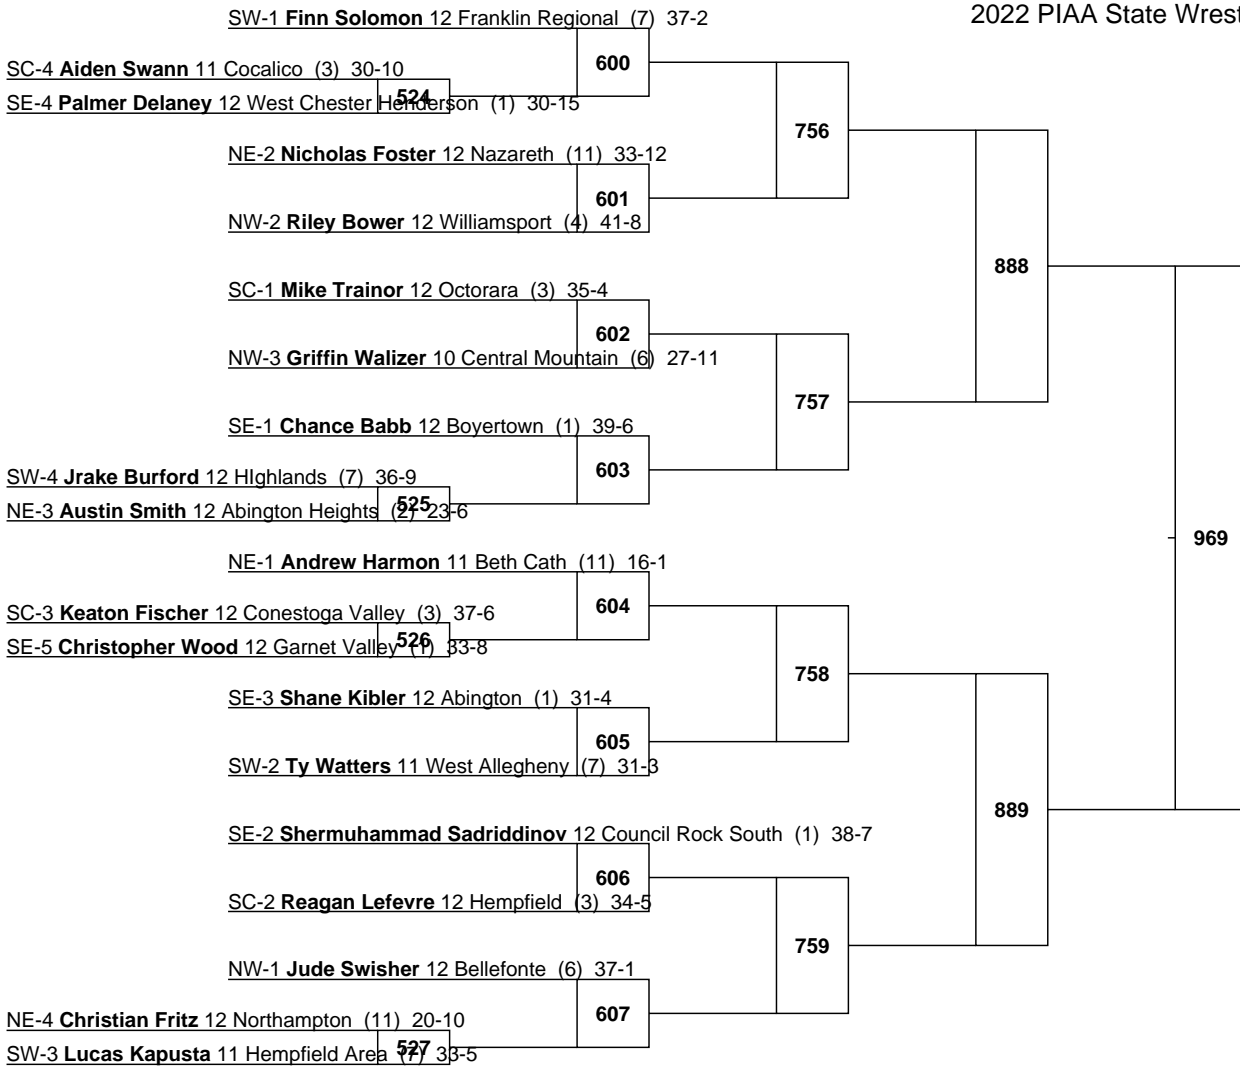 2022 PIAA State Wrest
SW-1 Finn Solomon 12 Franklin Regional (7) 37-2
600
SC-4 Aiden Swann 11 Cocalico (3) 30-10
524
SE-4 Palmer Delaney 12 West Chester Henderson (1) 30-15
756
NE-2 Nicholas Foster 12 Nazareth (11) 33-12
601
NW-2 Riley Bower 12 Williamsport (4) 41-8
888
SC-1 Mike Trainor 12 Octorara (3) 35-4
602
NW-3 Griffin Walizer 10 Central Mountain (6) 27-11
757
SE-1 Chance Babb 12 Boyertown (1) 39-6
603
SW-4 Jrake Burford 12 HIghlands (7) 36-9
525
NE-3 Austin Smith 12 Abington Heights (2) 23-6
969
NE-1 Andrew Harmon 11 Beth Cath (11) 16-1
604
SC-3 Keaton Fischer 12 Conestoga Valley (3) 37-6
526
SE-5 Christopher Wood 12 Garnet Valley (1) 33-8
758
SE-3 Shane Kibler 12 Abington (1) 31-4
605
SW-2 Ty Watters 11 West Allegheny (7) 31-3
889
SE-2 Shermuhammad Sadriddinov 12 Council Rock South (1) 38-7
606
SC-2 Reagan Lefevre 12 Hempfield (3) 34-5
759
NW-1 Jude Swisher 12 Bellefonte (6) 37-1
607
NE-4 Christian Fritz 12 Northampton (11) 20-10
527
SW-3 Lucas Kapusta 11 Hempfield Area (7) 33-5